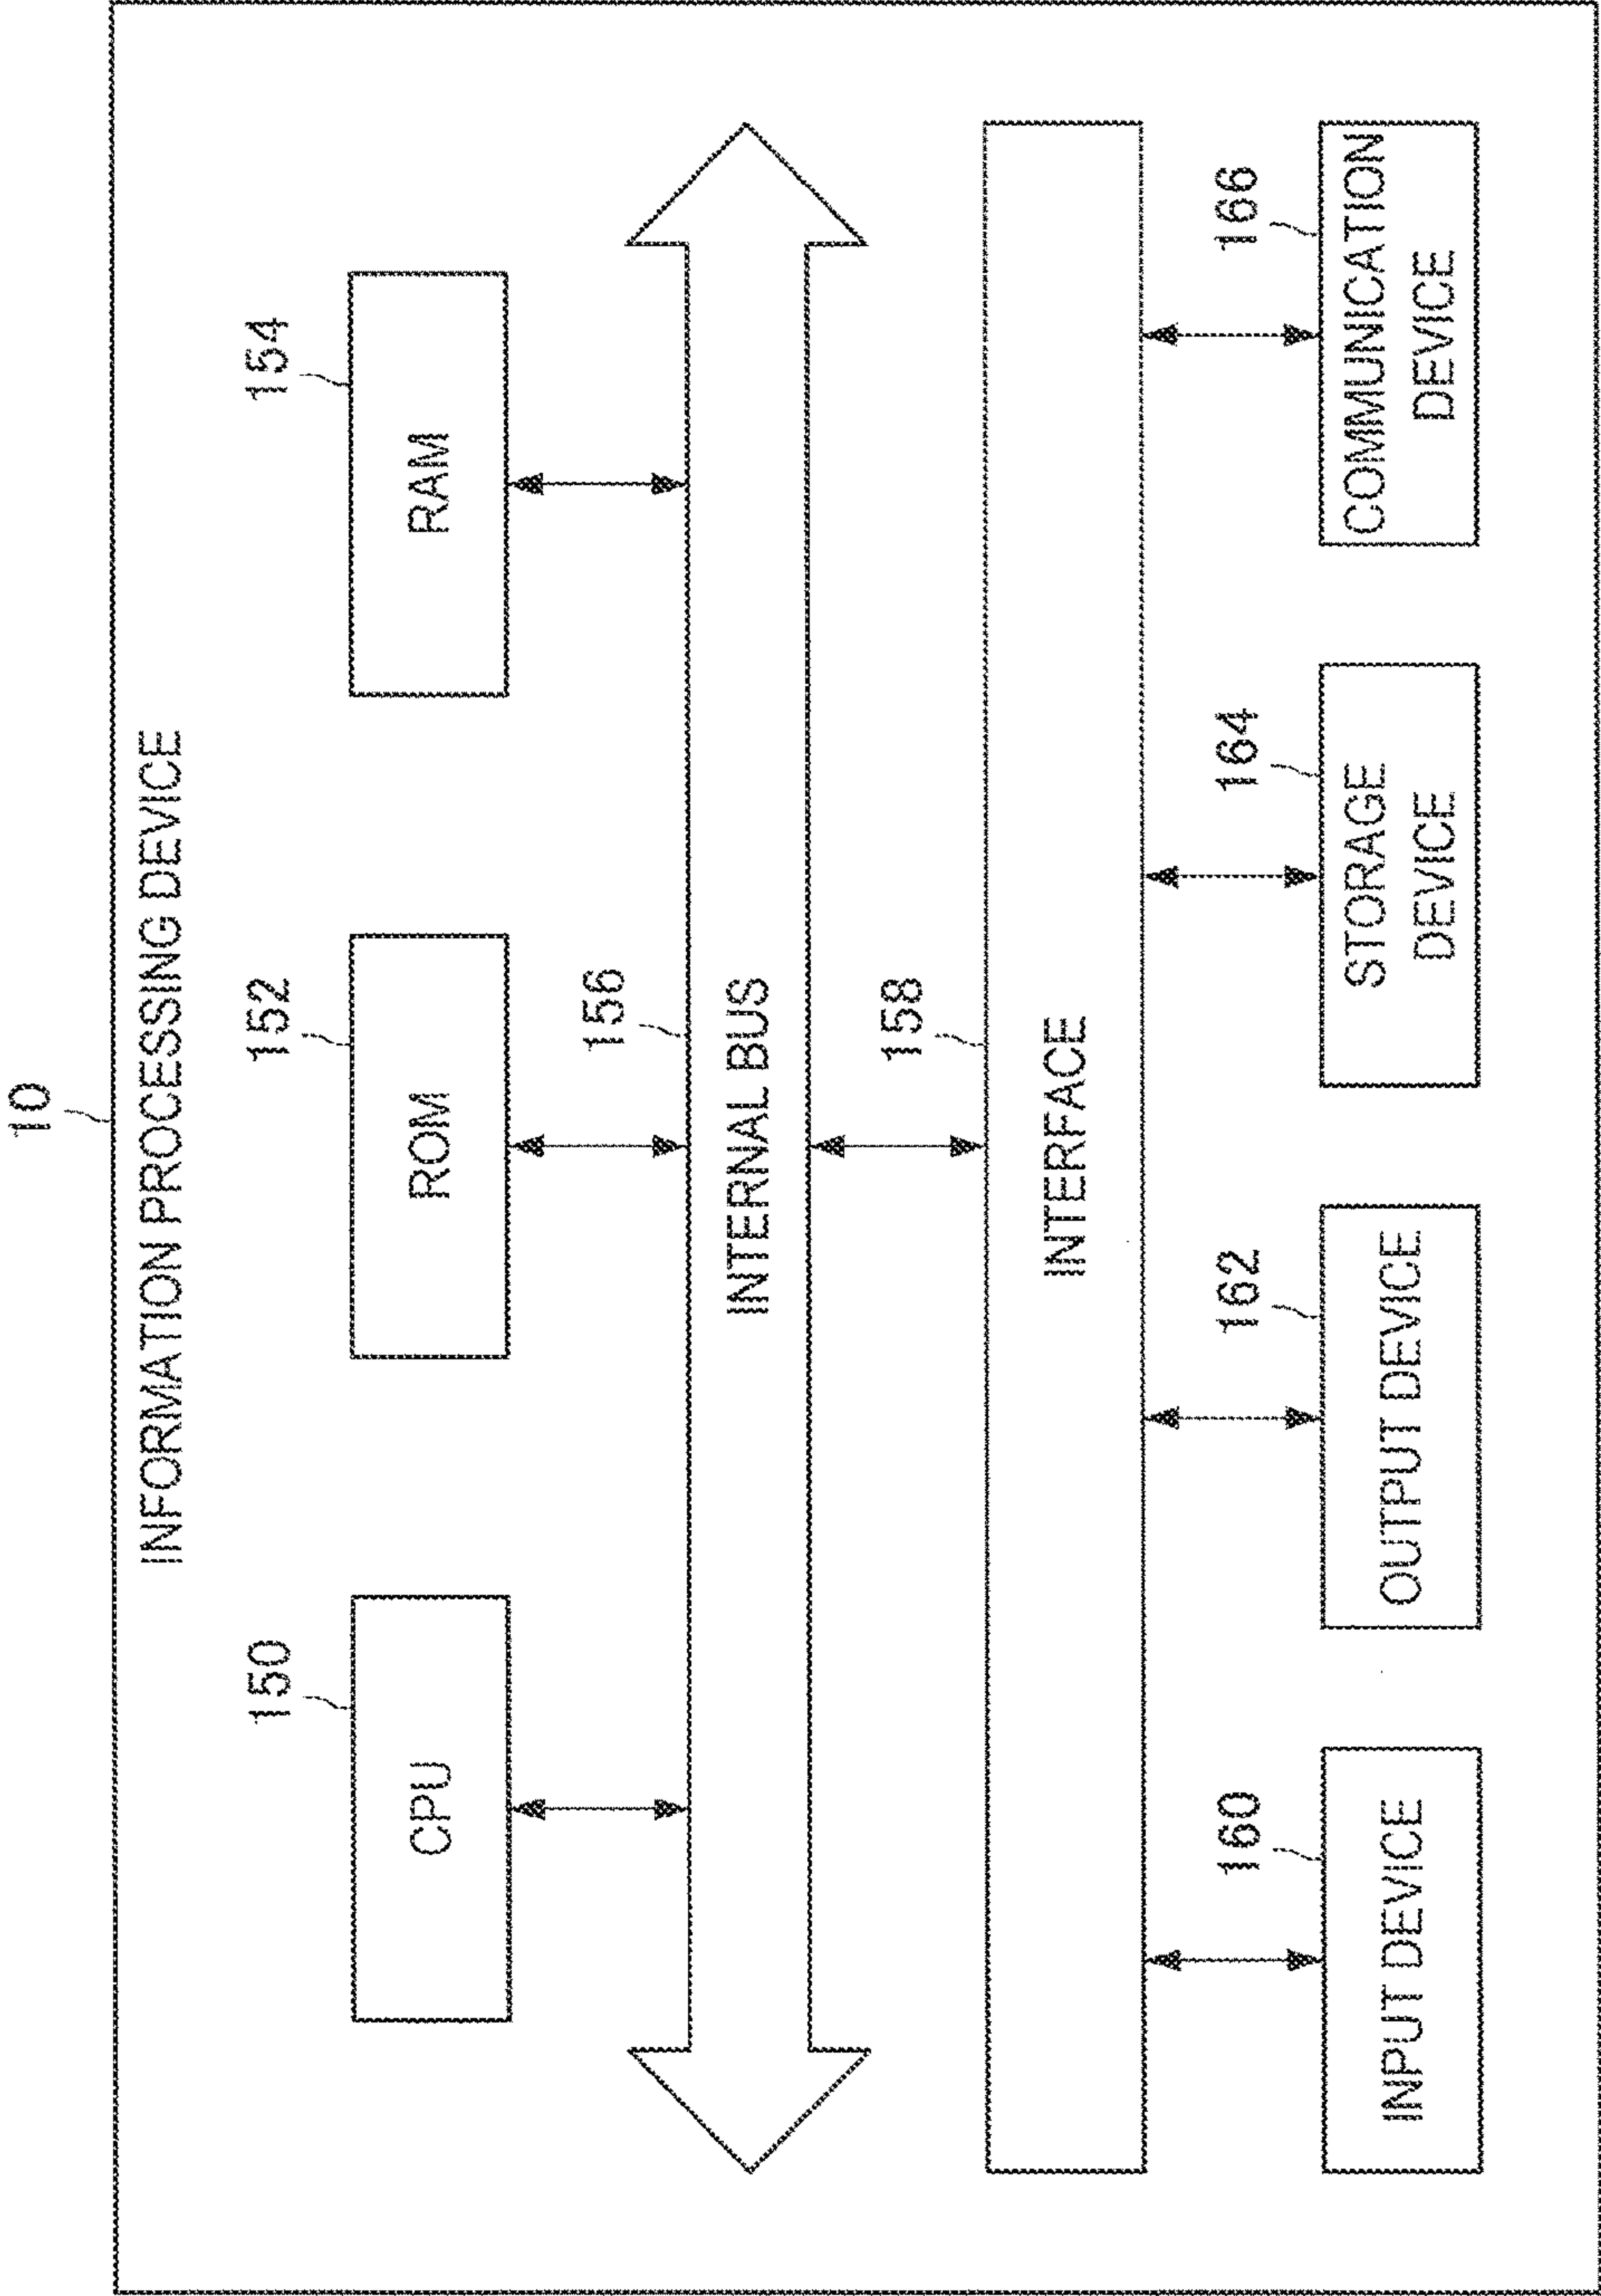 10
INFORMATION PROCESSING DEVICE
150
152
154
CPU
ROM
RAM
156
INTERNAL BUS
158
INTERFACE
160
162
164
166
INPUT DEVICE
OUTPUT DEVICE
STORAGE
DEVICE
COMMUNICATION
DEVICE